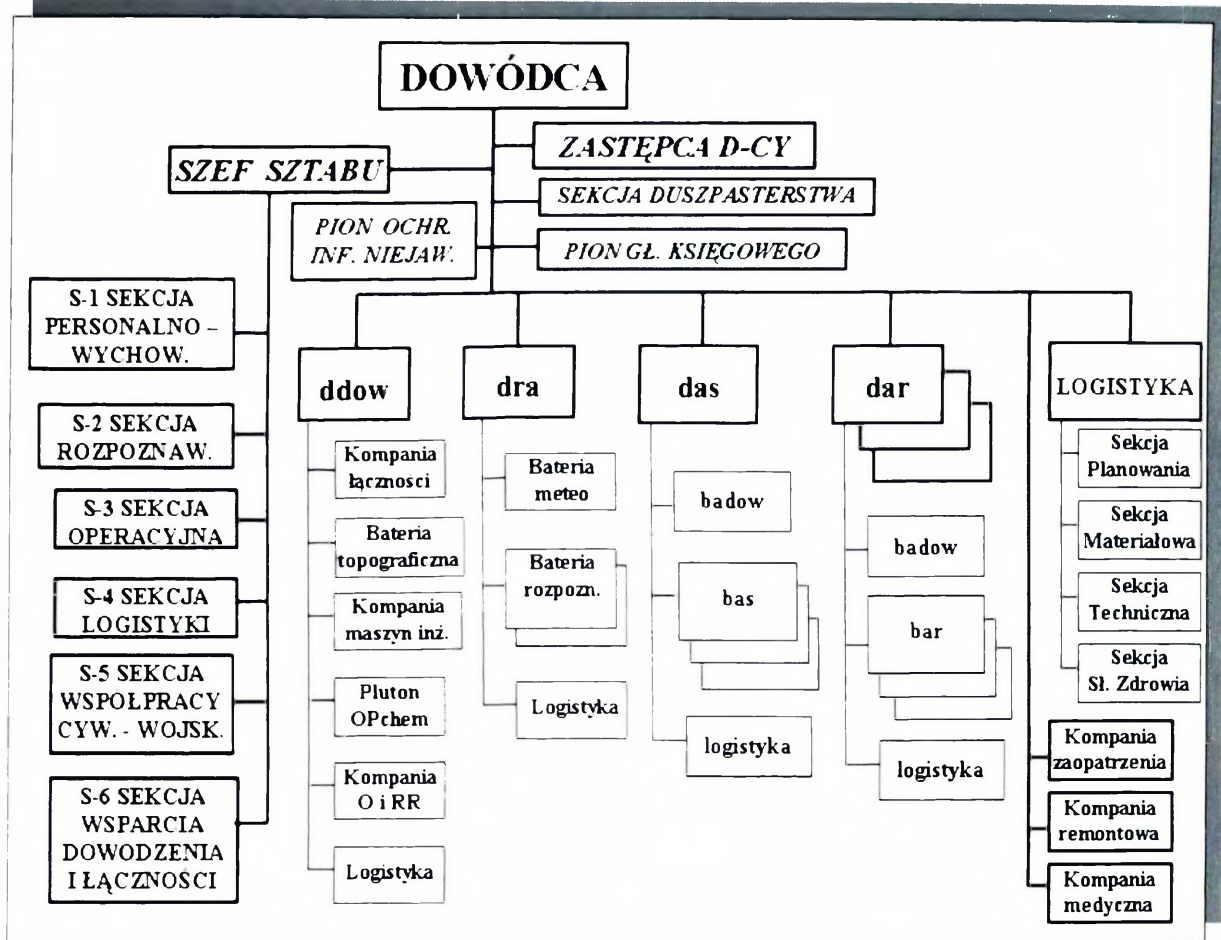 DOWÓDCA
ZASTĘPCA D-CY
SZEF SZTABU
SEKCJA DUSZPASTERSTWA
PION OCHR.
INF. NIEJAW.
PION GŁ. KSIĘGOWEGO
S-1 SEKCJA
PERSONALNO –
WYCHOW.
S-2 SEKCJA
ROZPOZNAW.
S-3 SEKCJA
OPERACYJNA
S-4 SEKCJA
LOGISTYKI
S-5 SEKCJA
WSPÓŁPRACY
CYW. - WOJSK.
S-6 SEKCJA
WSPARCIA
DOWODZENIA
I ŁĄCZNOŚCI
ddow
Kompania
łączności
Bateria
topograficzna
Kompania
maszyn inż.
Pluton
OPchem
Kompania
O i RR
Logistyka
dra
Bateria
meteo
Bateria
rozpozn.
Logistyka
das
badow
bas
logistyka
dar
badow
bar
logistyka
LOGISTYKA
Sekcja
Planowania
Sekcja
Materiałowa
Sekcja
Techniczna
Sekcja
Sł. Zdrowia
Kompania
zaopatrzenia
Kompania
remontowa
Kompania
medyczna